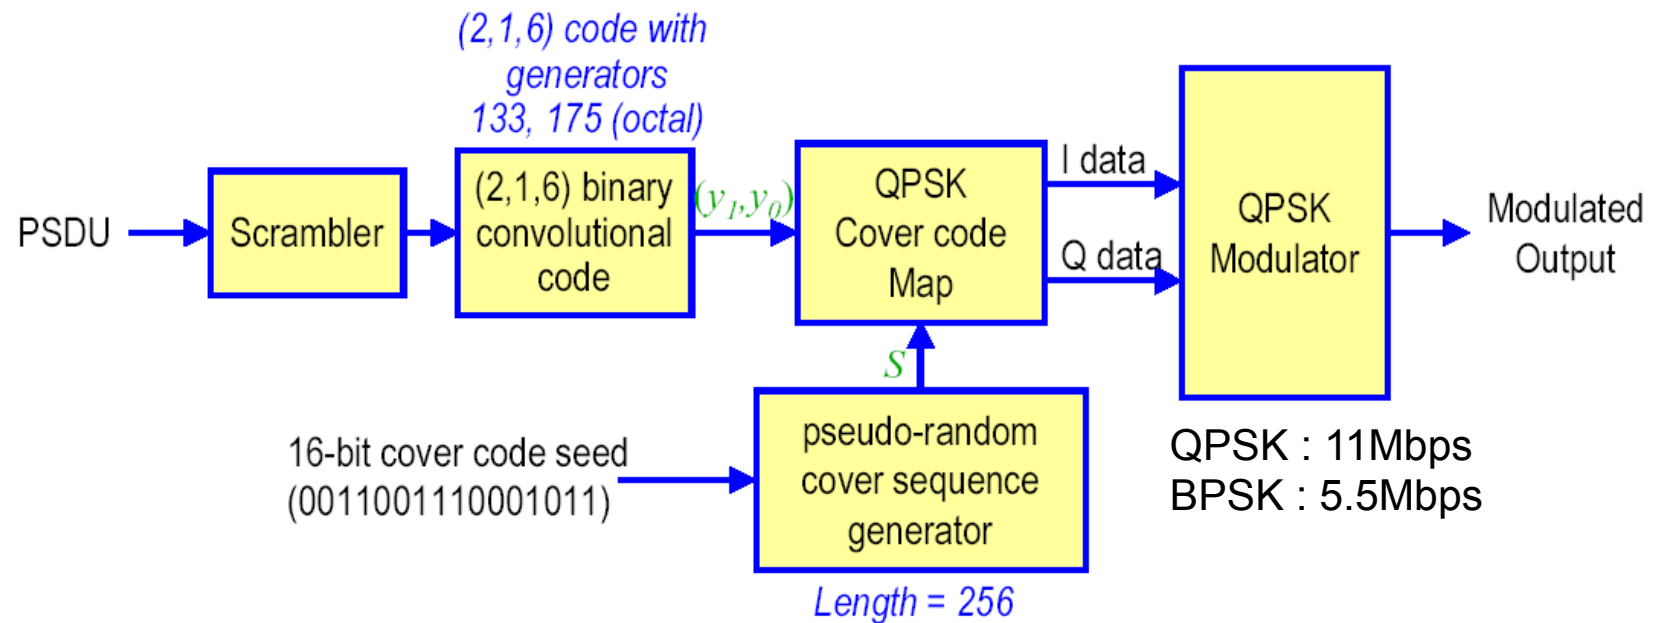 (2,1,6) code with
generators
133, 175 (octal)
PSDU
Scrambler
(2,1,6) binary
convolutional
code
(y1,y0)
QPSK
Cover code
Map
I data
Q data
QPSK
Modulator
Modulated
Output
S
16-bit cover code seed
(0011001110001011)
pseudo-random
cover sequence
generator
Length = 256
QPSK : 11Mbps
BPSK : 5.5Mbps